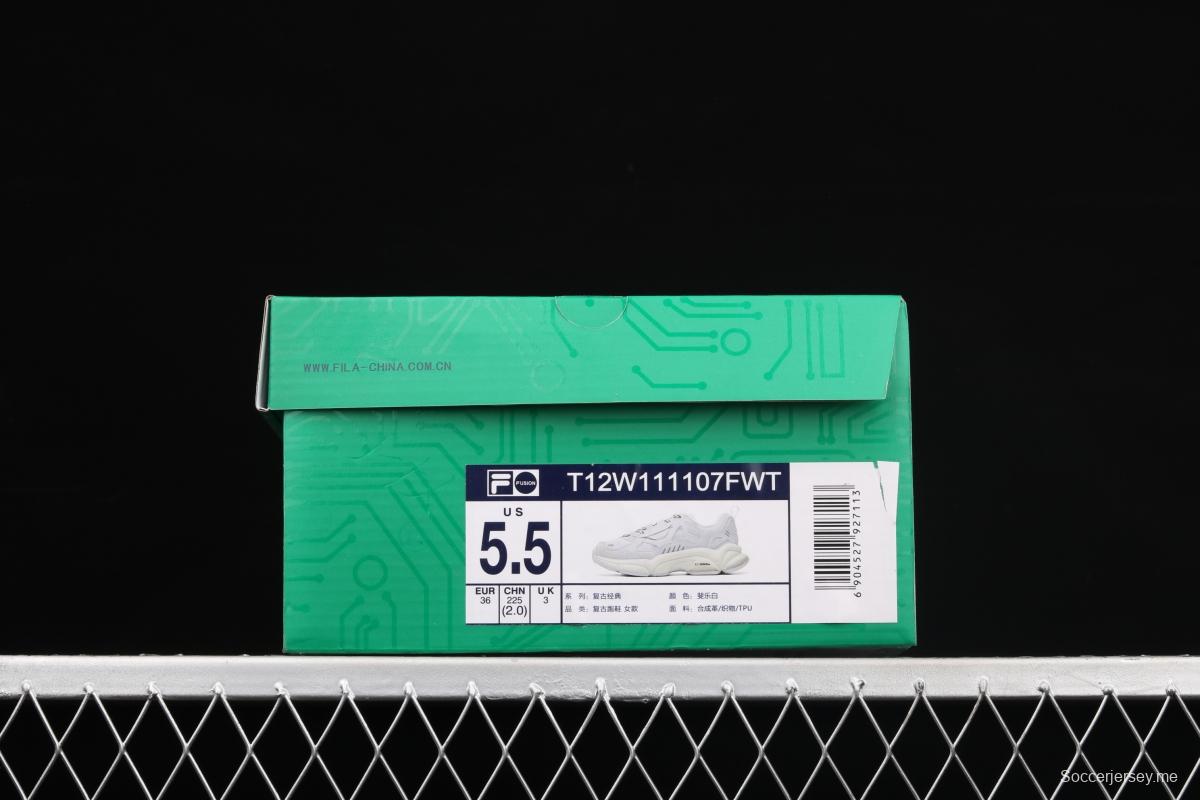 WWW.FILA-CHINA.COM.CN
F FUSION
T12W111107FWT
US
5.5
EUR
36
CHN
225
(2.0)
UK
3
系 列：复古经典
颜 色：斐乐白
品 类：复古跑鞋 女款
面 料：合成革/织物/TPU
6 904527 927113
Soccerjersey.me